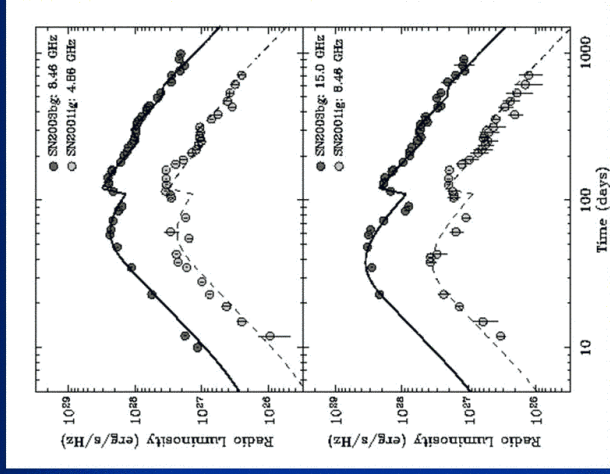 Radio Luminosity (erg/s/Hz)
10²⁹
10²⁸
10²⁷
10²⁶
SN2003bg: 8.46 GHz
SN2001ig: 4.86 GHz
Radio Luminosity (erg/s/Hz)
10²⁹
10²⁸
10²⁷
10²⁶
SN2003bg: 15.0 GHz
SN2001ig: 8.46 GHz
10 100 1000
Time (days)